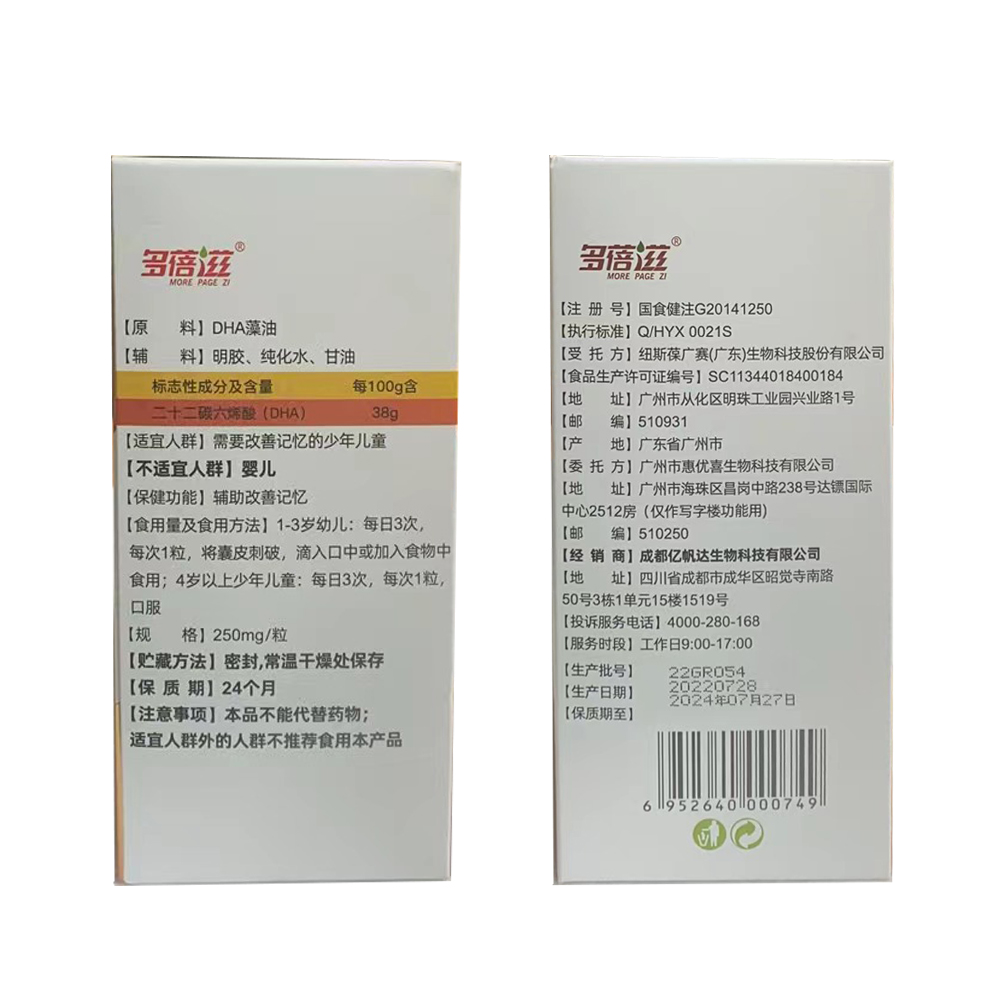 多蓓滋®
MORE PAGE ZI
【原　　料】DHA藻油
【辅　　料】明胶、纯化水、甘油
标志性成分及含量　每100g含
二十二碳六烯酸（DHA）　38g
【适宜人群】需要改善记忆的少年儿童
【不适宜人群】婴儿
【保健功能】辅助改善记忆
【食用量及食用方法】1-3岁幼儿：每日3次，
每次1粒，将囊皮刺破，滴入口中或加入食物中
食用；4岁以上少年儿童：每日3次，每次1粒，
口服
【规　　格】250mg/粒
【贮藏方法】密封,常温干燥处保存
【保 质 期】24个月
【注意事项】本品不能代替药物；
适宜人群外的人群不推荐食用本产品
多蓓滋®
MORE PAGE ZI
【注 册 号】国食健注G20141250
【执行标准】Q/HYX 0021S
【受 托 方】纽斯葆广赛(广东)生物科技股份有限公司
【食品生产许可证编号】SC11344018400184
【地　　址】广州市从化区明珠工业园兴业路1号
【邮　　编】510931
【产　　地】广东省广州市
【委 托 方】广州市惠优喜生物科技有限公司
【地　　址】广州市海珠区昌岗中路238号达镖国际
中心2512房（仅作写字楼功能用）
【邮　　编】510250
【经 销 商】成都亿帆达生物科技有限公司
【地　　址】四川省成都市成华区昭觉寺南路
50号3栋1单元15楼1519号
【投诉服务电话】4000-280-168
【服务时段】工作日9:00-17:00
【生产批号】22GR054
【生产日期】20220728
【保质期至】2024年07月27日
6 952640 000749